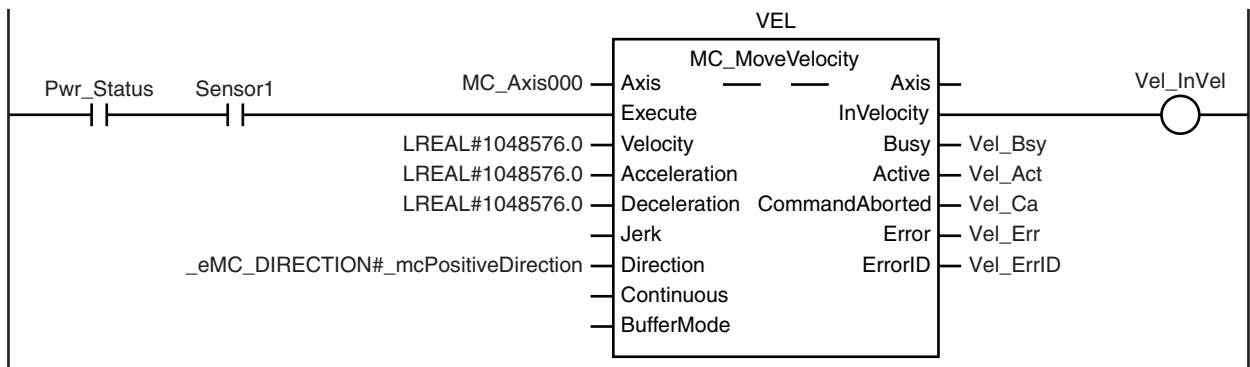 VEL
MC_MoveVelocity
Pwr_Status Sensor1 MC_Axis000 Axis Axis Vel_InVel
Execute InVelocity
LREAL#1048576.0 Velocity Busy Vel_Bsy
LREAL#1048576.0 Acceleration Active Vel_Act
LREAL#1048576.0 Deceleration CommandAborted Vel_Ca
Jerk Error Vel_Err
_eMC_DIRECTION#_mcPositiveDirection Direction ErrorID Vel_ErrID
Continuous
BufferMode